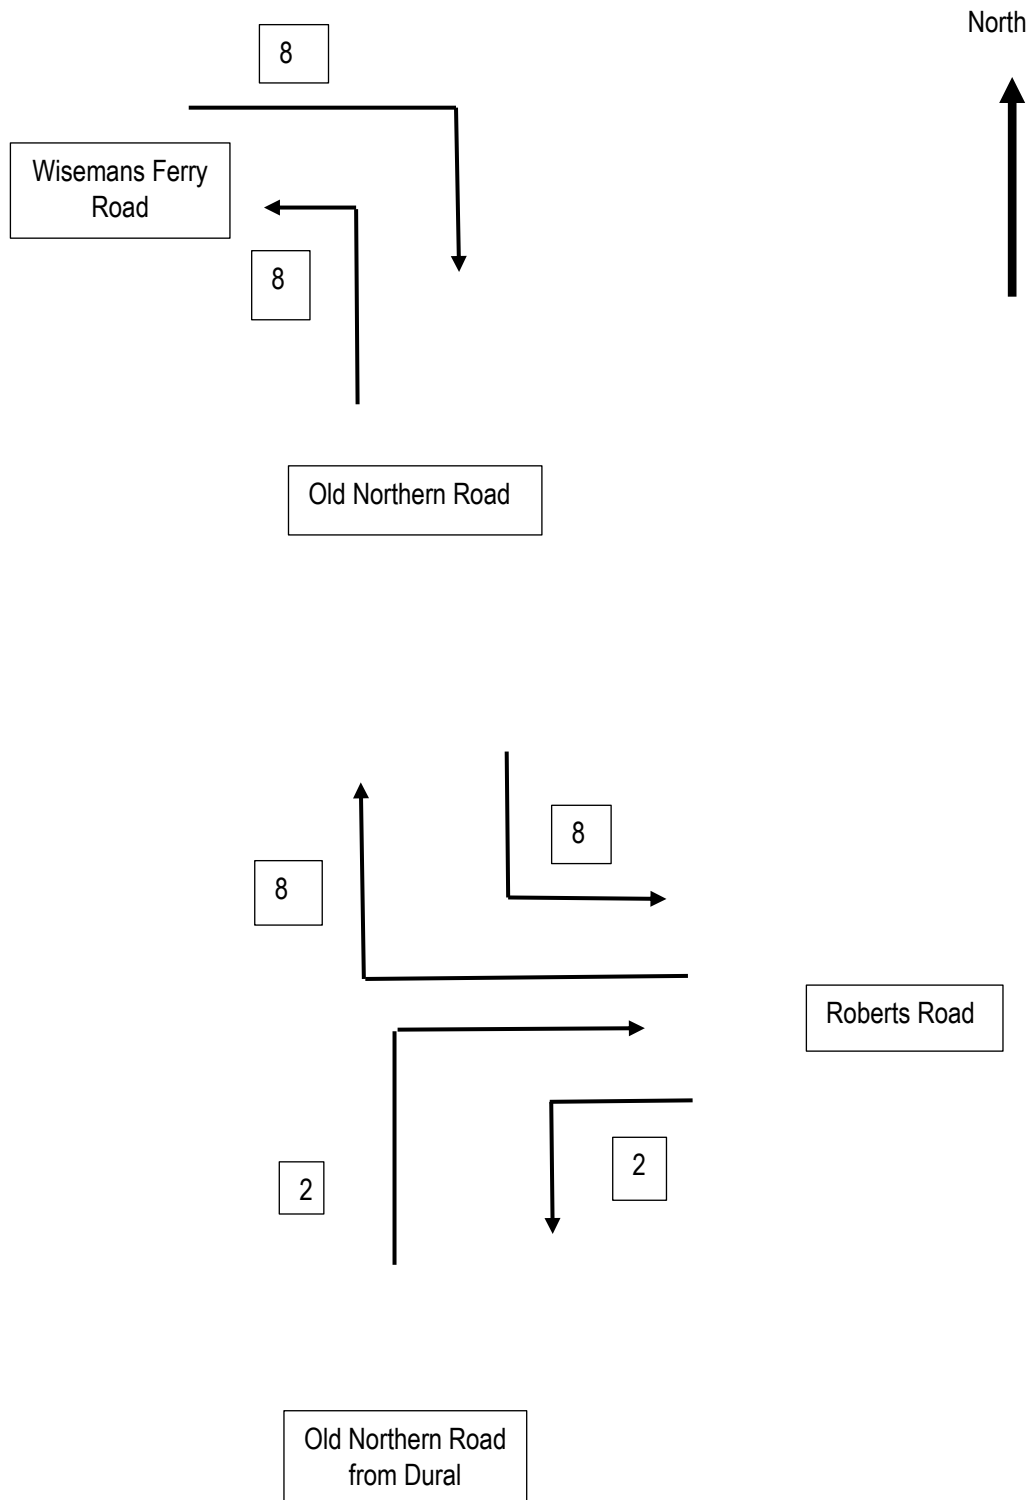 North
8
Wisemans Ferry
Road
8
Old Northern Road
8
8
Roberts Road
2
2
Old Northern Road
from Dural